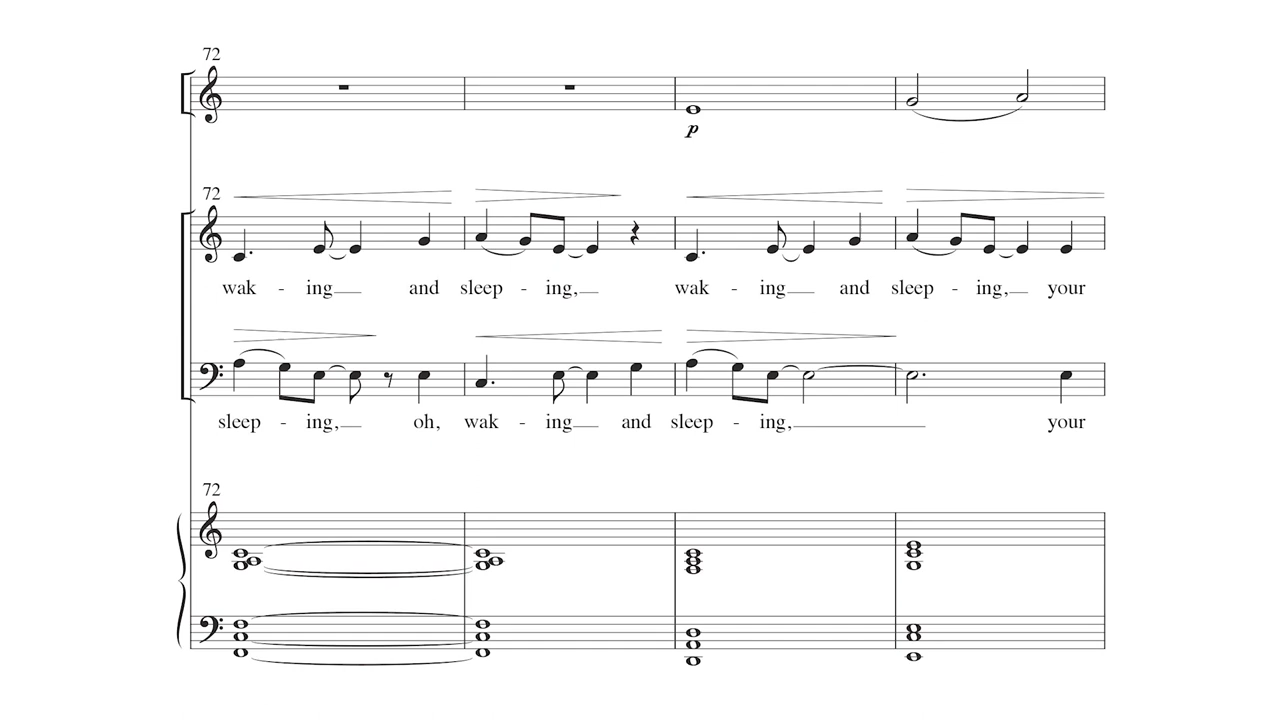 72
p
72
wak - ing and sleep - ing, wak - ing and sleep - ing, your
sleep - ing, oh, wak - ing and sleep - ing, your
72